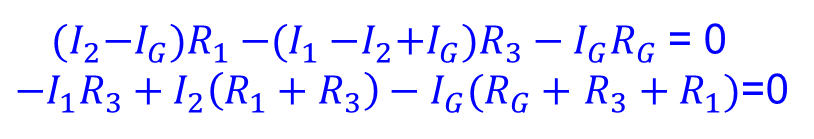 (I₂−I_G)R₁ −(I₁ −I₂+I_G)R₃ − I_GR_G = 0
−I₁R₃ + I₂(R₁ + R₃) − I_G(R_G + R₃ + R₁)=0